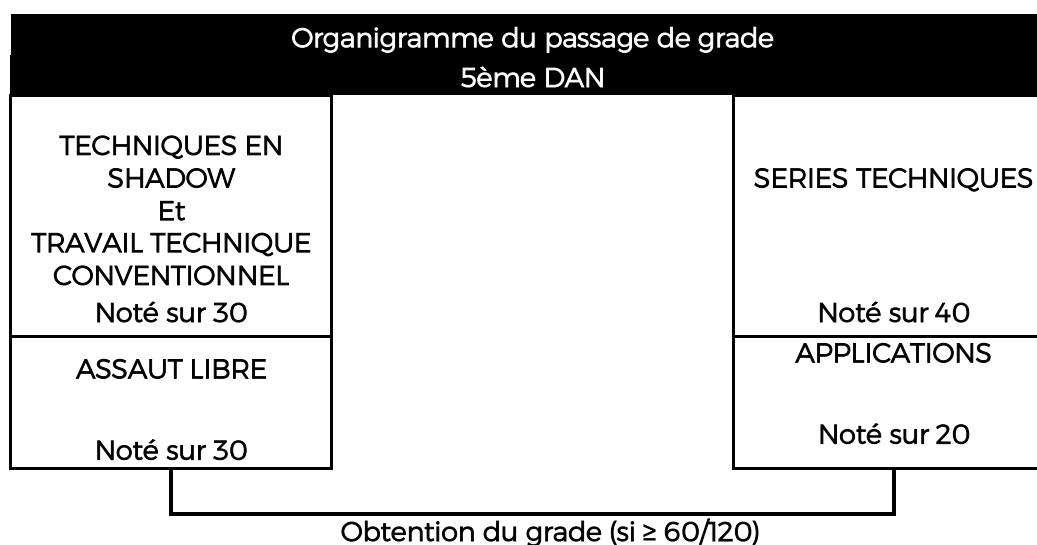 Organigramme du passage de grade
5ème DAN
TECHNIQUES EN
SHADOW
Et
TRAVAIL TECHNIQUE
CONVENTIONNEL
Noté sur 30
SERIES TECHNIQUES
Noté sur 40
ASSAUT LIBRE
Noté sur 30
APPLICATIONS
Noté sur 20
Obtention du grade (si ≥ 60/120)